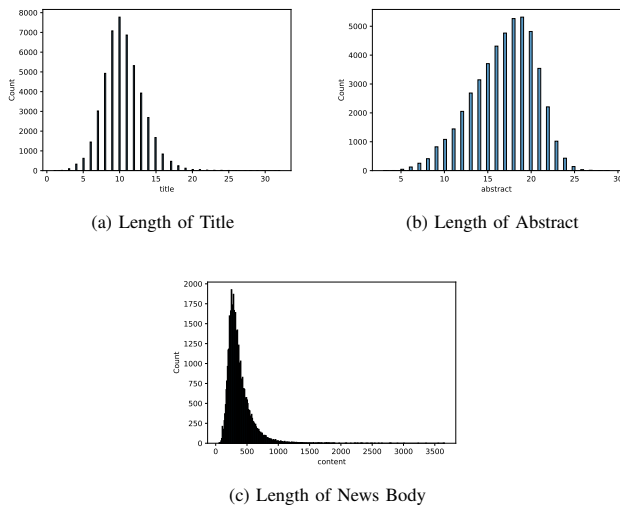 8000
7000
6000
5000
4000
3000
2000
1000
0
Count
0 5 10 15 20 25 30
title
(a) Length of Title
5000
4000
3000
2000
1000
0
Count
5 10 15 20 25 30
abstract
(b) Length of Abstract
2000
1750
1500
1250
1000
750
500
250
0
Count
0 500 1000 1500 2000 2500 3000 3500
content
(c) Length of News Body